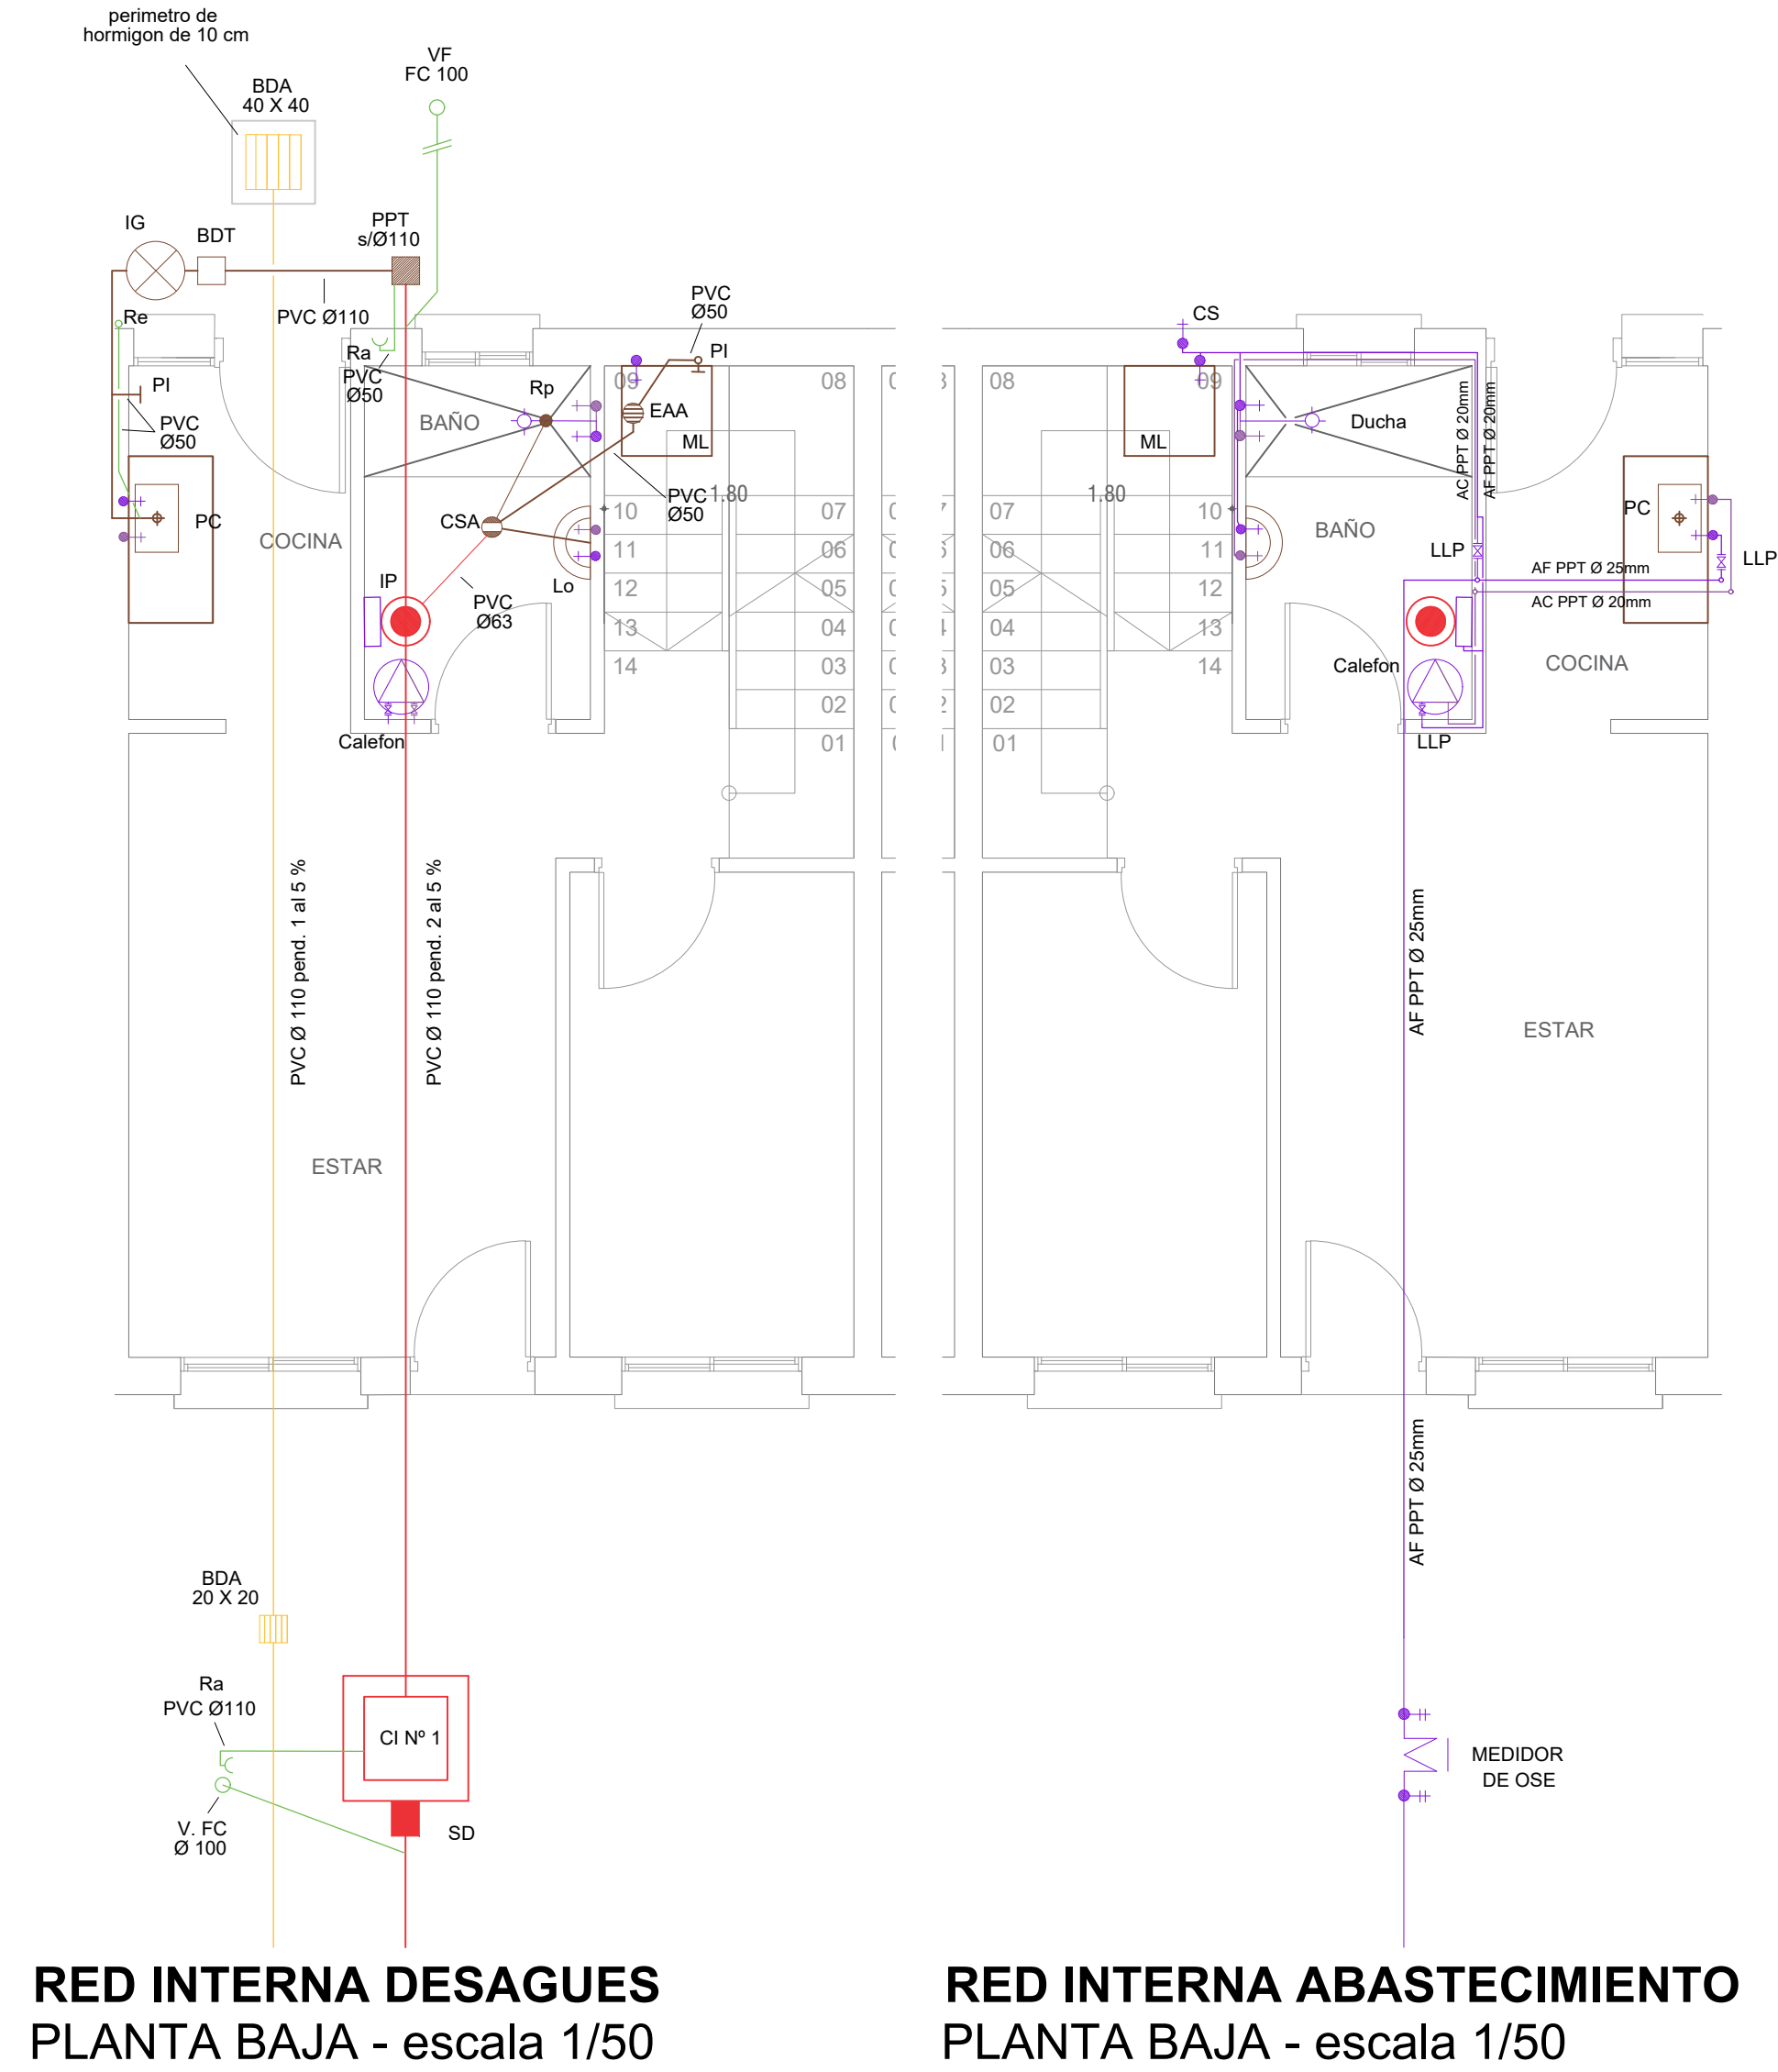 perimetro de
hormigon de 10 cm
BDA
40 X 40
VF
FC 100
IG
BDT
PPT
s/Ø110
PVC Ø110
Re
Ra
PVC
Ø50
PI
PVC
Ø50
PC
COCINA
BAÑO
Rp
PVC
Ø50
PI
EAA
ML
09
08
1.80
PVC
Ø50
CSA
IP
Lo
PVC
Ø63
10
11
12
13
14
07
06
05
04
03
02
01
Calefon
PVC Ø 110 pend. 1 al 5 %
PVC Ø 110 pend. 2 al 5 %
ESTAR
BDA
20 X 20
Ra
PVC Ø110
CI Nº 1
V. FC
Ø 100
SD
RED INTERNA DESAGUES
PLANTA BAJA - escala 1/50
CS
08
09
ML
1.80
Ducha
AC PPT Ø 20mm
AF PPT Ø 20mm
07
06
05
04
03
02
01
10
11
12
13
14
BAÑO
LLP
PC
LLP
AF PPT Ø 25mm
AC PPT Ø 20mm
Calefon
COCINA
LLP
AF PPT Ø 25mm
ESTAR
AF PPT Ø 25mm
MEDIDOR
DE OSE
RED INTERNA ABASTECIMIENTO
PLANTA BAJA - escala 1/50